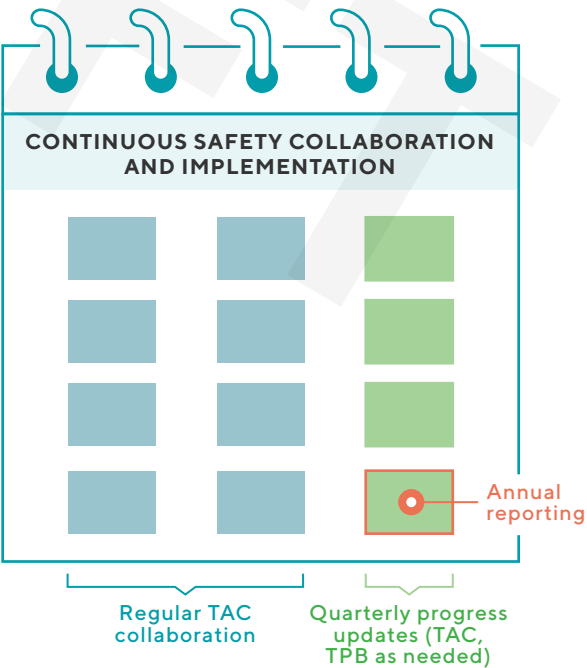 CONTINUOUS SAFETY COLLABORATION
AND IMPLEMENTATION
Annual
reporting
Regular TAC
collaboration
Quarterly progress
updates (TAC,
TPB as needed)